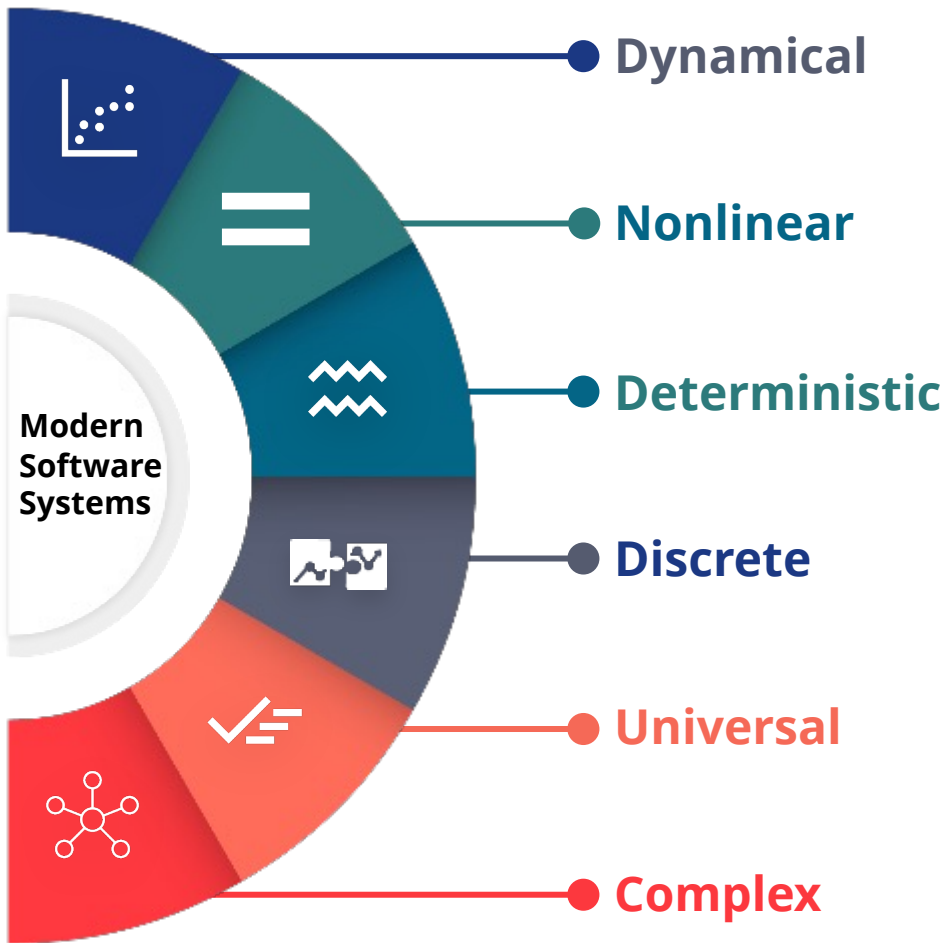 Dynamical
Nonlinear
Deterministic
Modern
Software
Systems
Discrete
Universal
Complex